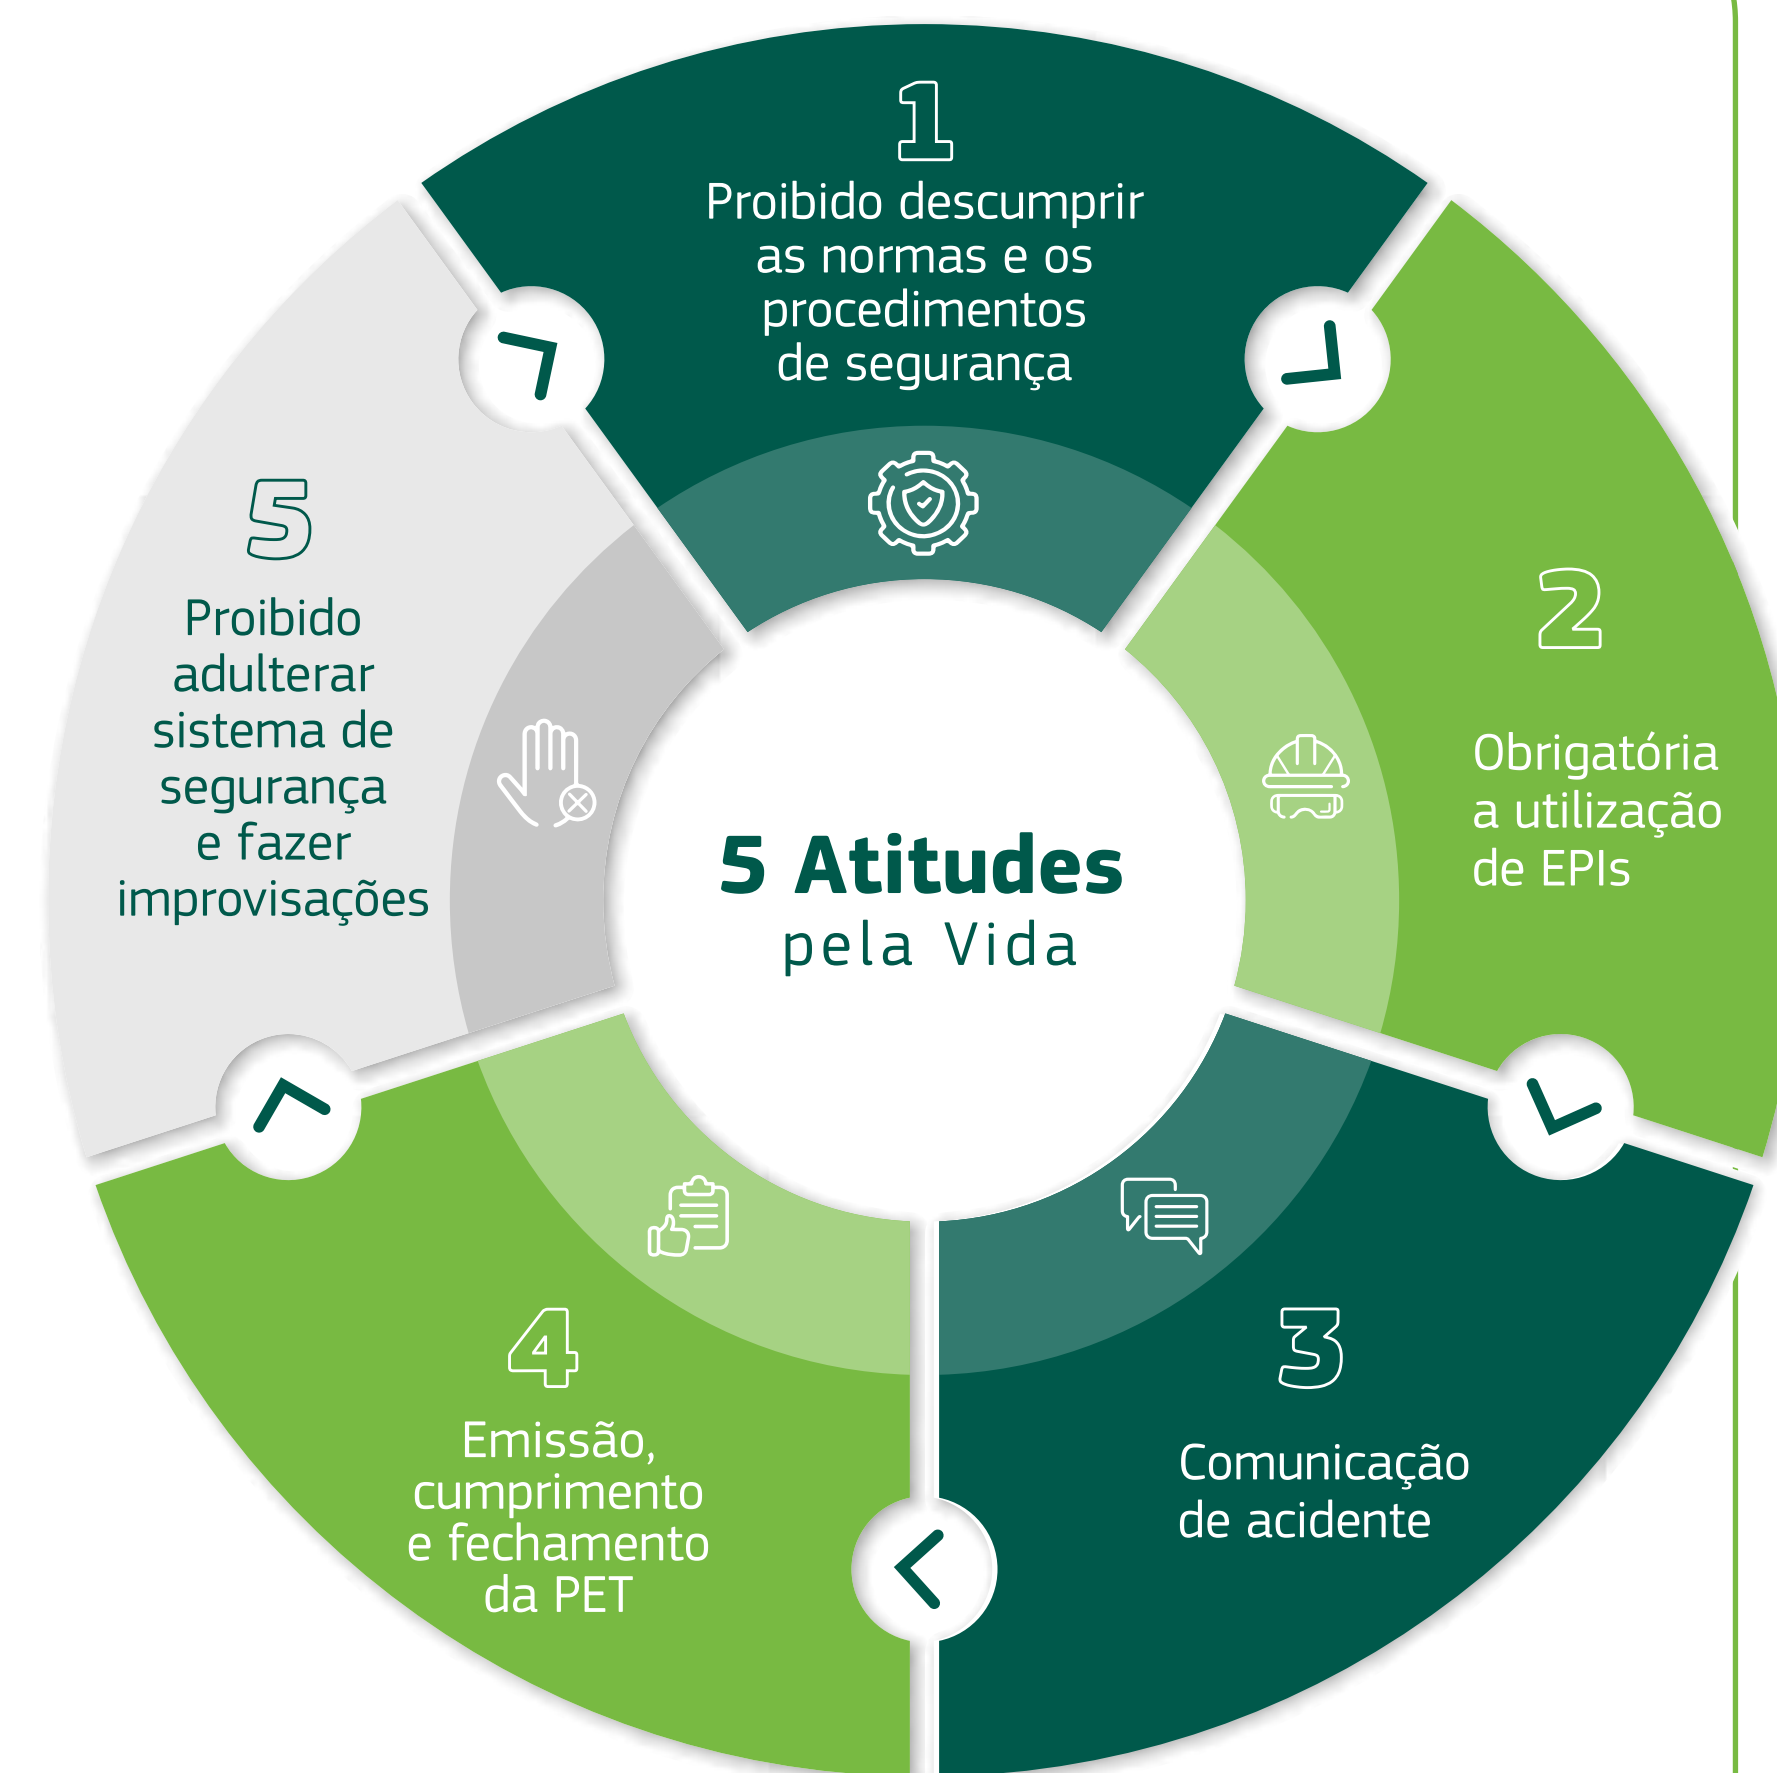 1
Proibido descumprir
as normas e os
procedimentos
de segurança
2
Obrigatória
a utilização
de EPIs
3
Comunicação
de acidente
4
Emissão,
cumprimento
e fechamento
da PET
5
Proibido
adulterar
sistema de
segurança
e fazer
improvisações
5 Atitudes
pela Vida